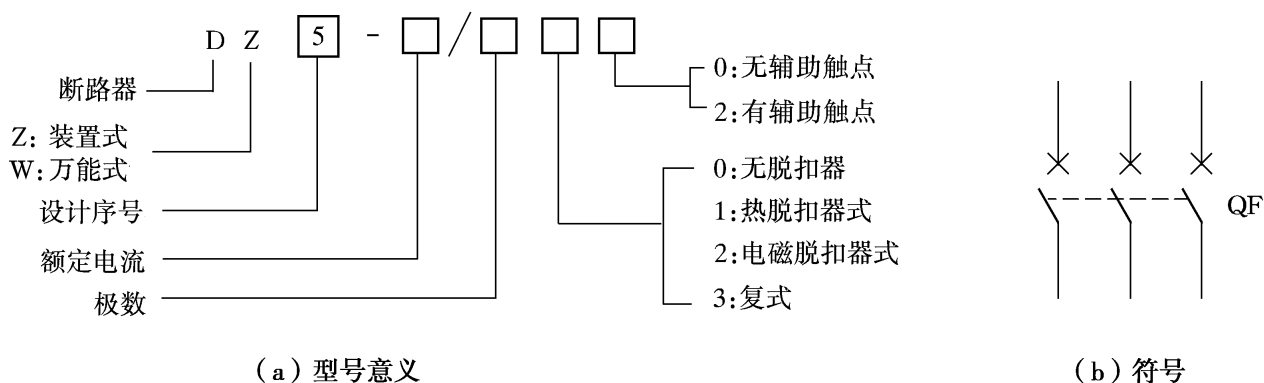 D Z 5 - /
断路器
Z: 装置式
W:万能式
设计序号
额定电流
极数
0:无辅助触点
2:有辅助触点
0:无脱扣器
1:热脱扣器式
2:电磁脱扣器式
3:复式
QF
(a)型号意义
(b)符号